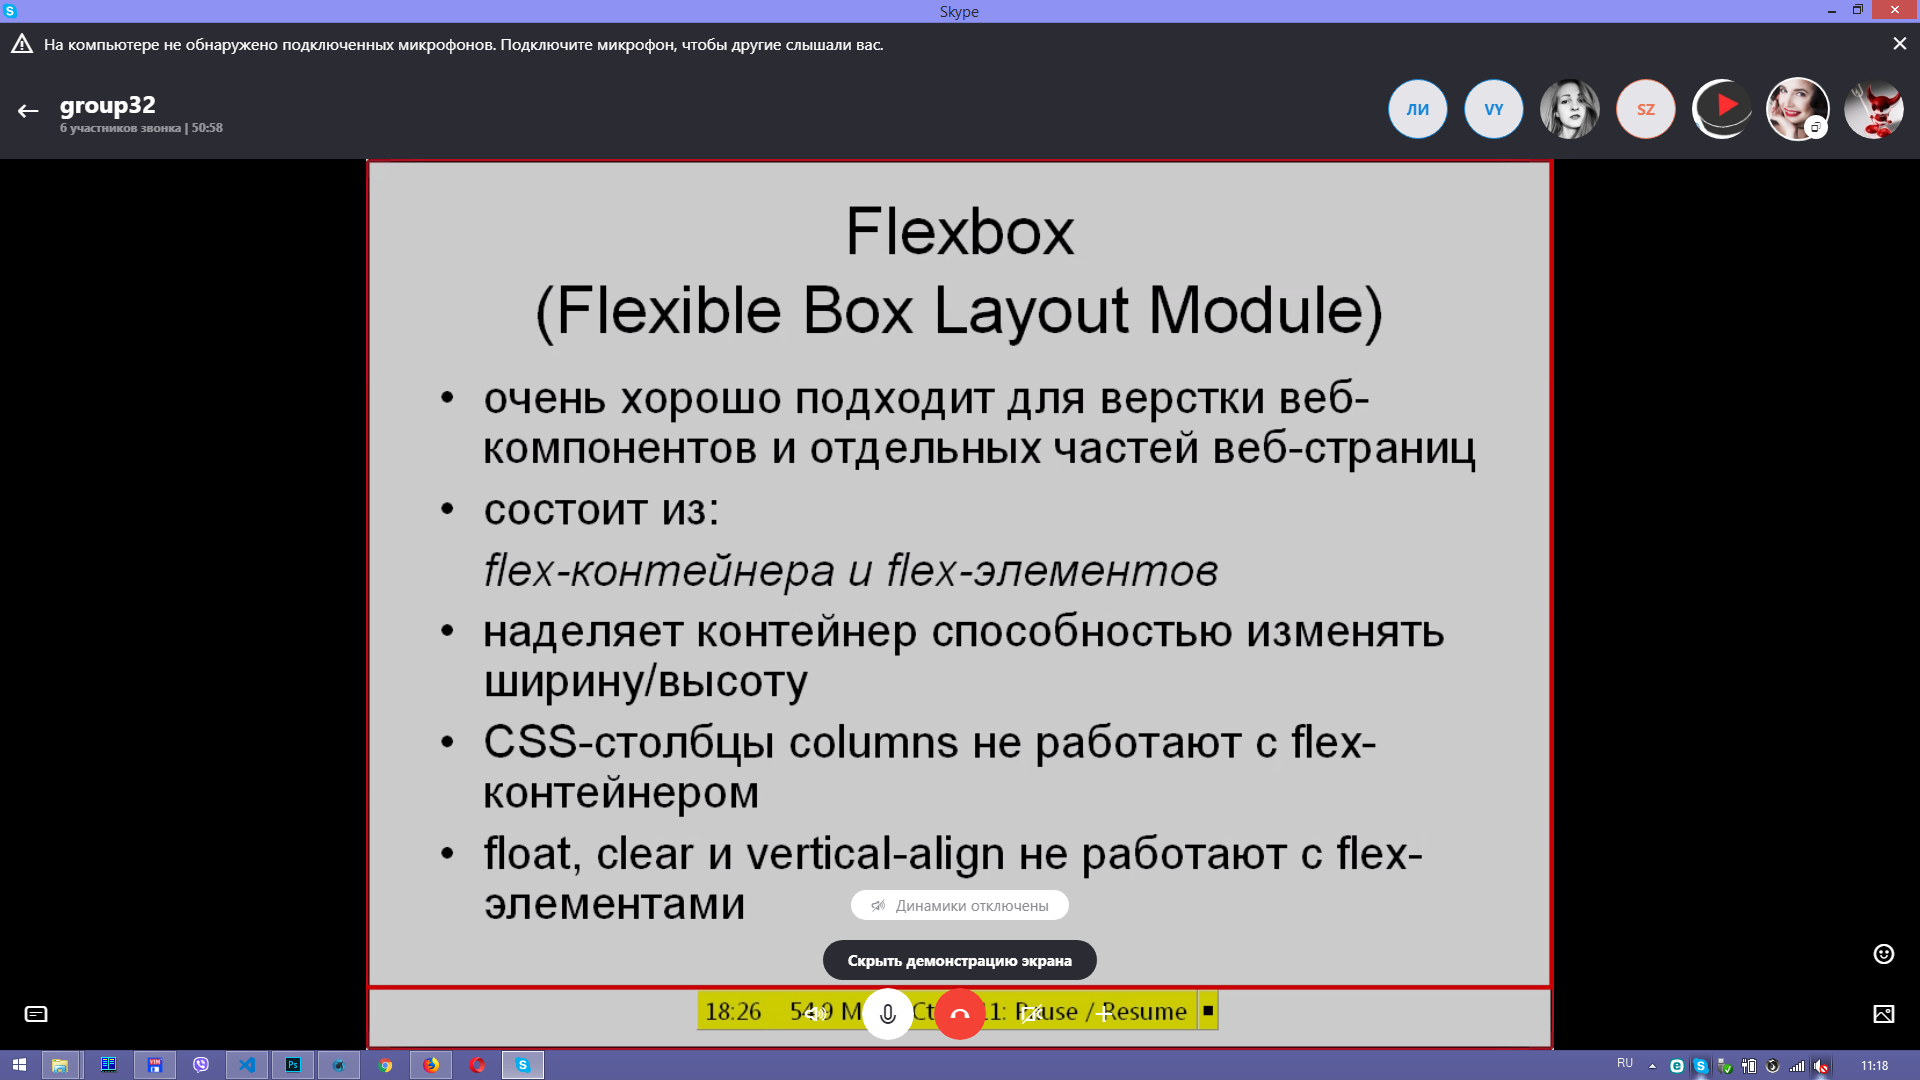 Skype
На компьютере не обнаружено подключенных микрофонов. Подключите микрофон, чтобы другие слышали вас.
group32
6 участников звонка | 50:58
ЛИ
VY
SZ
Flexbox
(Flexible Box Layout Module)
• очень хорошо подходит для верстки веб-
компонентов и отдельных частей веб-страниц
• состоит из:
flex-контейнера и flex-элементов
• наделяет контейнер способностью изменять
ширину/высоту
• CSS-столбцы columns не работают с flex-
контейнером
• float, clear и vertical-align не работают с flex-
элементами
Динамики отключены
Скрыть демонстрацию экрана
18:26 11: Pause / Resume
RU
11:18